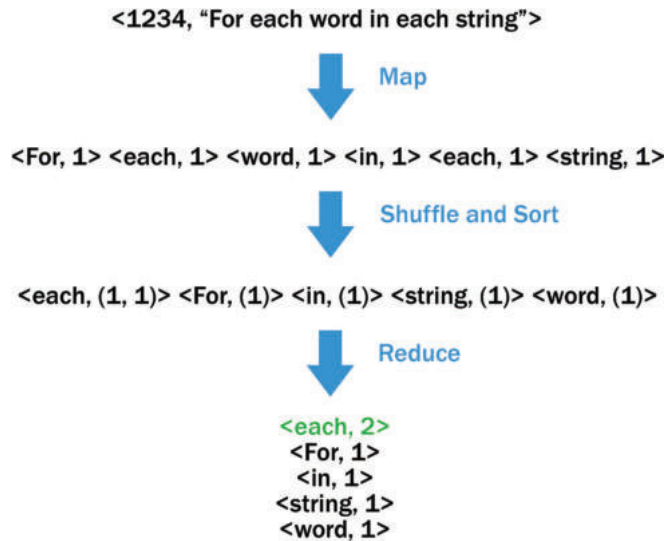 <1234, “For each word in each string”>
Map
<For, 1> <each, 1> <word, 1> <in, 1> <each, 1> <string, 1>
Shuffle and Sort
<each, (1, 1)> <For, (1)> <in, (1)> <string, (1)> <word, (1)>
Reduce
<each, 2>
<For, 1>
<in, 1>
<string, 1>
<word, 1>